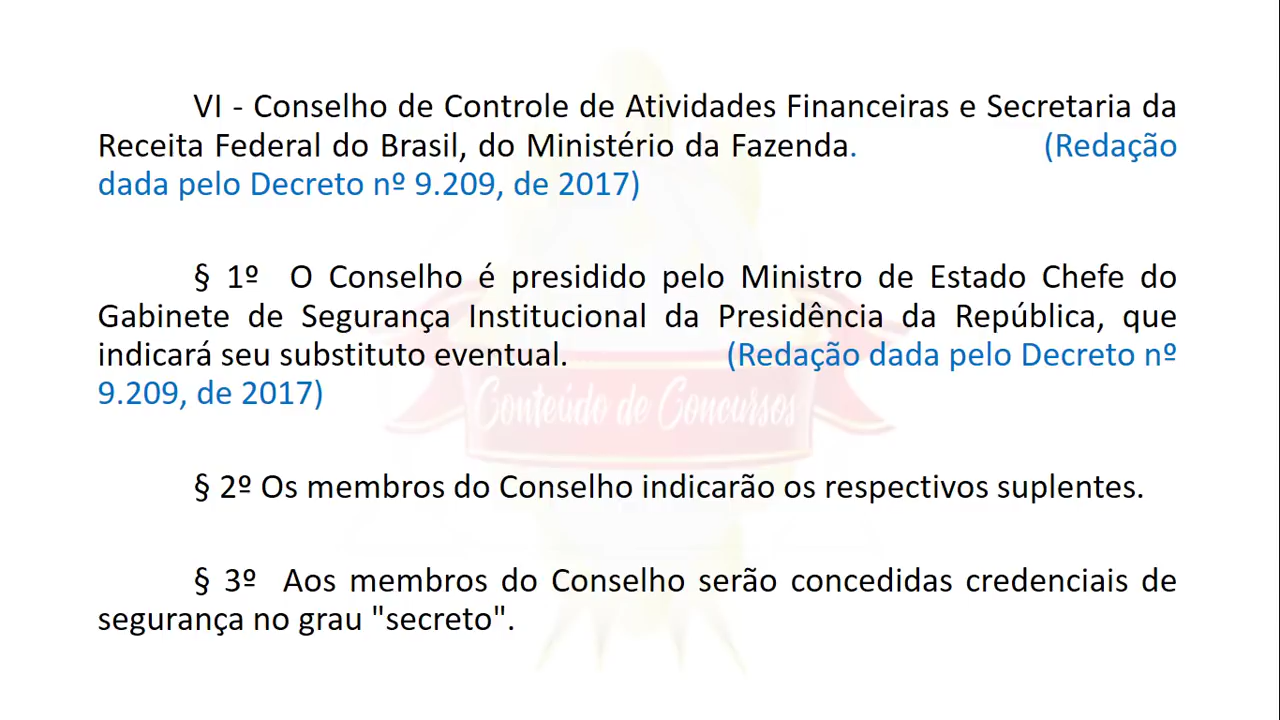 VI - Conselho de Controle de Atividades Financeiras e Secretaria da
Receita Federal do Brasil, do Ministério da Fazenda. (Redação
dada pelo Decreto nº 9.209, de 2017)
§ 1º O Conselho é presidido pelo Ministro de Estado Chefe do
Gabinete de Segurança Institucional da Presidência da República, que
indicará seu substituto eventual. (Redação dada pelo Decreto nº
9.209, de 2017)
Conteúdo de Concursos
§ 2º Os membros do Conselho indicarão os respectivos suplentes.
§ 3º Aos membros do Conselho serão concedidas credenciais de
segurança no grau "secreto".